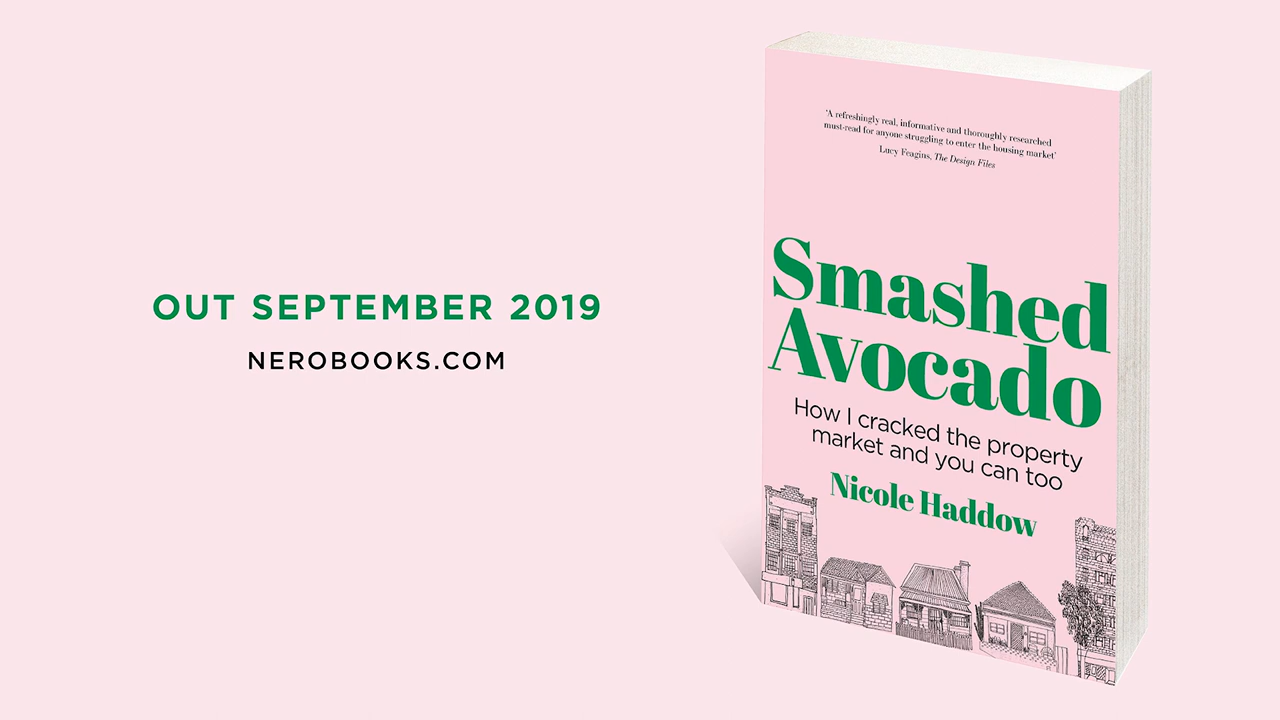 OUT SEPTEMBER 2019
NEROBOOKS.COM
'A refreshingly real, informative and thoroughly researched
must-read for anyone struggling to enter the housing market'
Lucy Feagins, The Design Files
Smashed
Avocado
How I cracked the property
market and you can too
Nicole Haddow